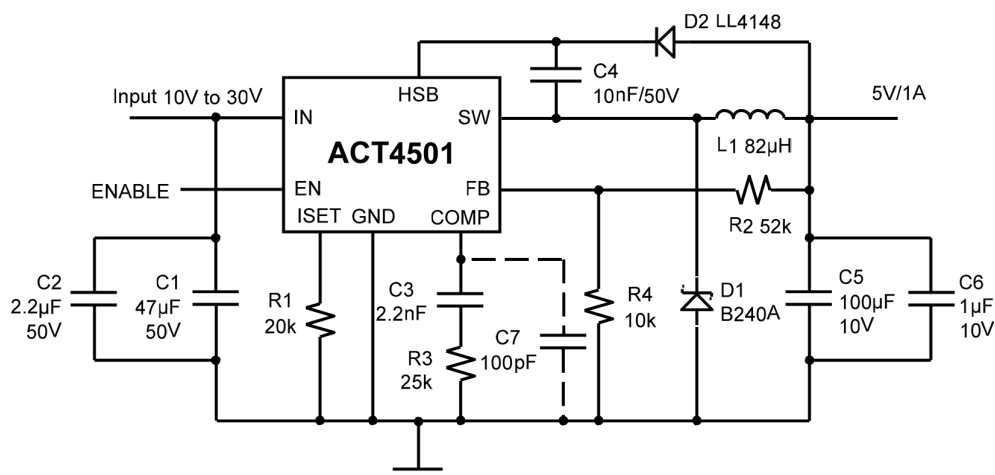 D2 LL4148
C4
10nF/50V
HSB
Input 10V to 30V
IN
SW
5V/1A
L1 82µH
ACT4501
ENABLE
EN
FB
ISET
GND
COMP
R2 52k
C2
2.2µF
50V
C1
47µF
50V
R1
20k
C3
2.2nF
R3
25k
C7
100pF
R4
10k
D1
B240A
C5
100µF
10V
C6
1µF
10V